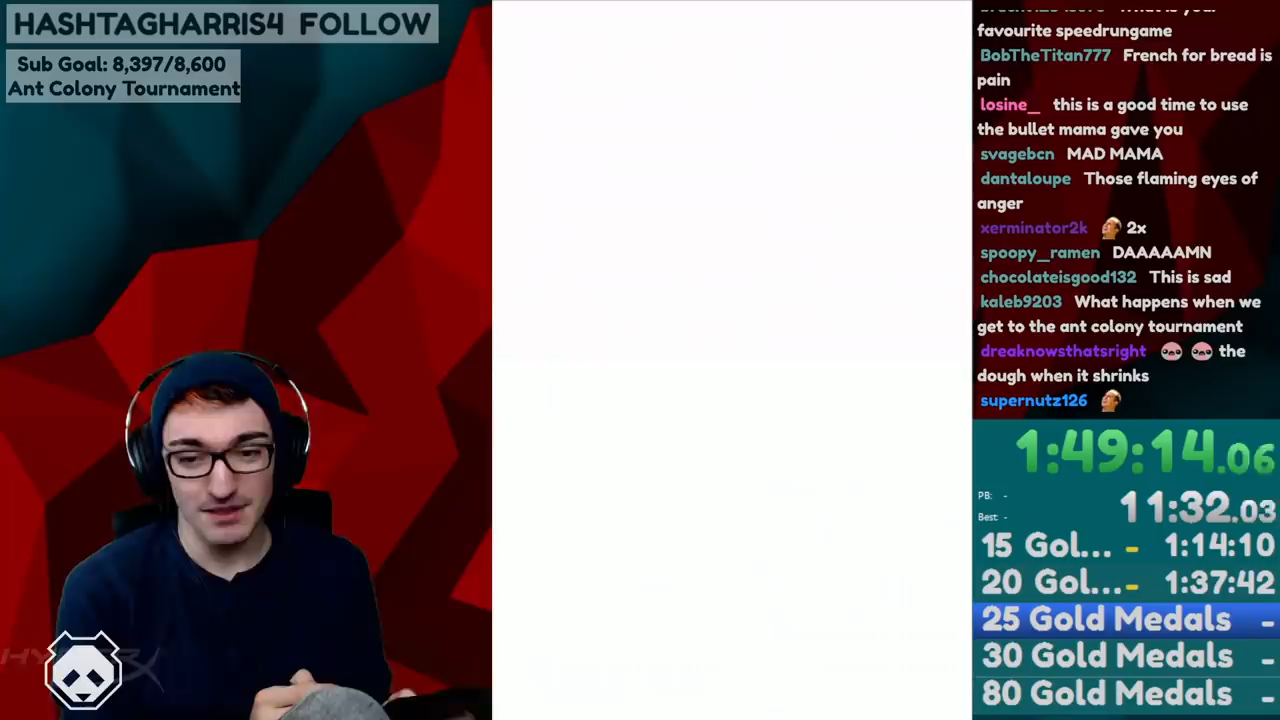 HASHTAGHARRIS4 FOLLOW
Sub Goal: 8,397/8,600
Ant Colony Tournament
favourite speedrungame
BobTheTitan777 French for bread is
pain
losine_ this is a good time to use
the bullet mama gave you
svagebcn MAD MAMA
dantaloupe Those flaming eyes of
anger
xerminator2k 2x
spoopy_ramen DAAAAAMN
chocolateisgood132 This is sad
kaleb9203 What happens when we
get to the ant colony tournament
dreaknowsthatsright the
dough when it shrinks
supernutz126
1:49:14.06
PB: -
Best: -
11:32.03
15 Gol... - 1:14:10
20 Gol... - 1:37:42
25 Gold Medals -
30 Gold Medals -
80 Gold Medals -